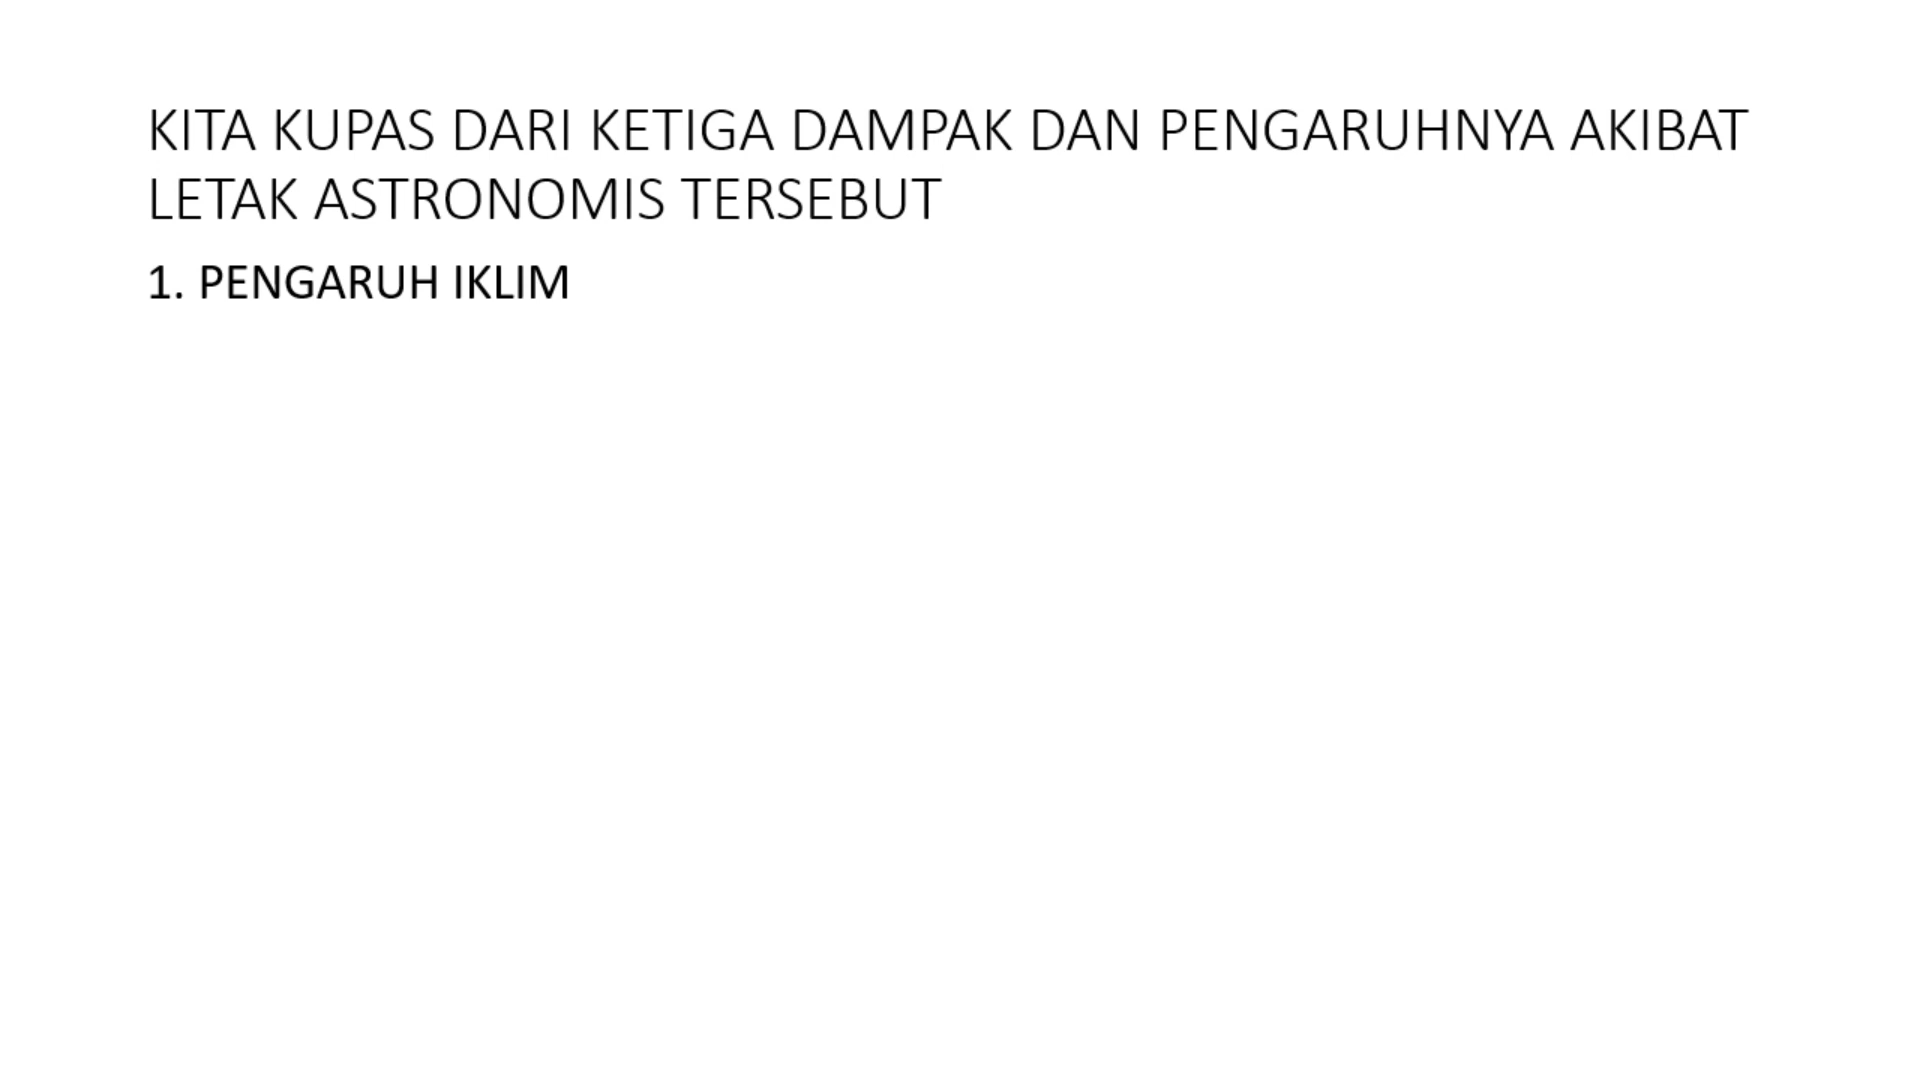 KITA KUPAS DARI KETIGA DAMPAK DAN PENGARUHNYA AKIBAT
LETAK ASTRONOMIS TERSEBUT
1. PENGARUH IKLIM